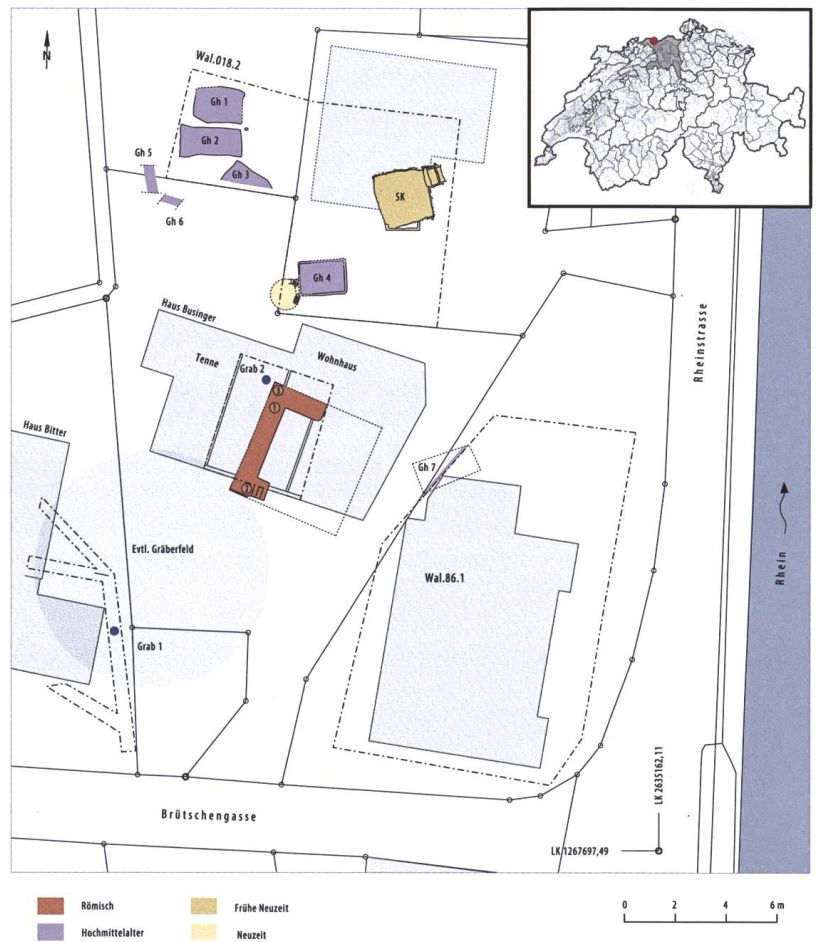 N
Wal.018.2
Gh 1
Gh 2
Gh 5
Gh 3
Gh 6
SK
Gh 4
Haus Businger
Tenne
Wohnhaus
Grab 2
3
1
2
Haus Bitter
Gh 7
Evtl. Gräberfeld
Wal.86.1
Grab 1
Rheinstrasse
Rhein
Brütschengasse
LK 2635162,11
LK 1267697,49
Römisch
Hochmittelalter
Frühe Neuzeit
Neuzeit
0 2 4 6 m